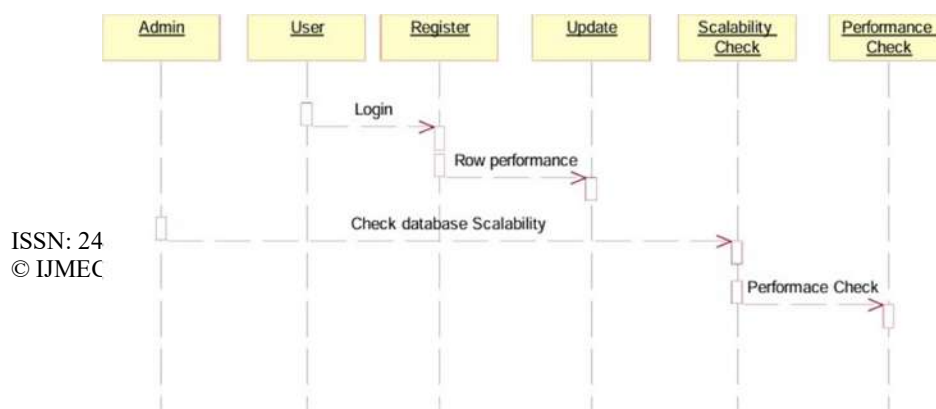 Admin
User
Register
Update
Scalability
Check
Performance
Check
Login
Row performance
Check database Scalability
ISSN: 24
© IJMEC
Performace Check